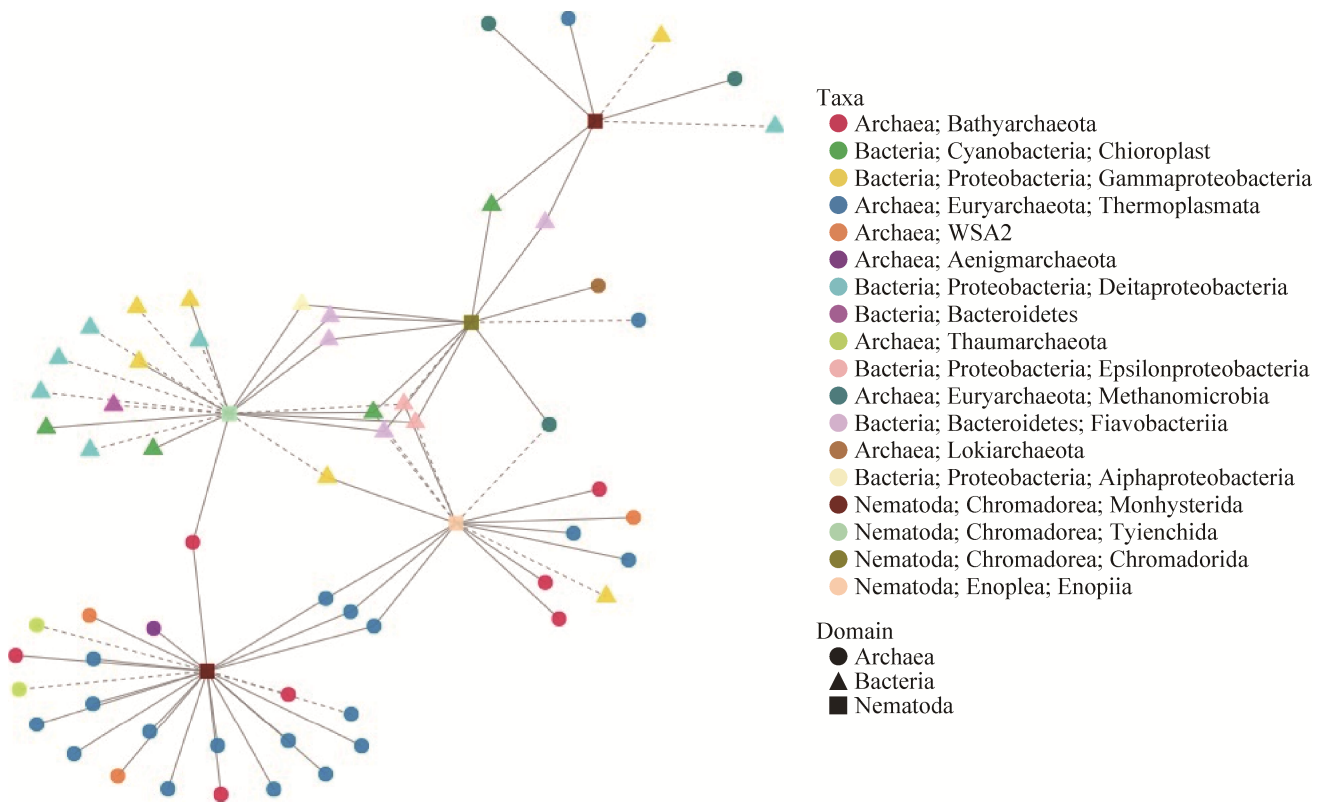 Taxa
Archaea; Bathyarchaeota
Bacteria; Cyanobacteria; Chioroplast
Bacteria; Proteobacteria; Gammaproteobacteria
Archaea; Euryarchaeota; Thermoplasmata
Archaea; WSA2
Archaea; Aenigmarchaeota
Bacteria; Proteobacteria; Deitaproteobacteria
Bacteria; Bacteroidetes
Archaea; Thaumarchaeota
Bacteria; Proteobacteria; Epsilonproteobacteria
Archaea; Euryarchaeota; Methanomicrobia
Bacteria; Bacteroidetes; Fiavobacteriia
Archaea; Lokiarchaeota
Bacteria; Proteobacteria; Aiphaproteobacteria
Nematoda; Chromadorea; Monhysterida
Nematoda; Chromadorea; Tyienchida
Nematoda; Chromadorea; Chromadorida
Nematoda; Enoplea; Enopiia
Domain
Archaea
Bacteria
Nematoda